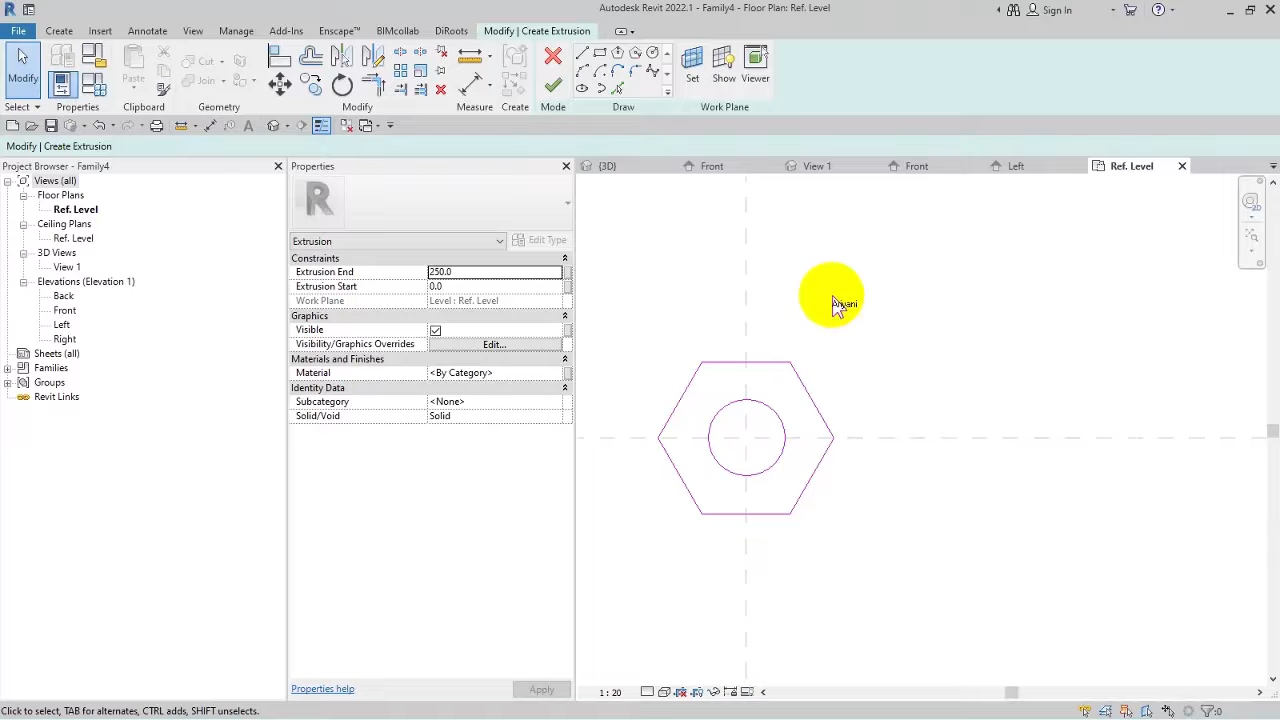 Autodesk Revit 2022.1 - Family4 - Floor Plan: Ref. Level
Sign In
File Create Insert Annotate View Manage Add-Ins Enscape™ BIMcollab DiRoots Modify | Create Extrusion
Modify
Paste
Cut
Join
Set Show Viewer
Select Properties Clipboard Geometry Modify Measure Create Mode Draw Work Plane
Modify | Create Extrusion
Project Browser - Family4
Views (all)
Floor Plans
Ref. Level
Ceiling Plans
Ref. Level
3D Views
View 1
Elevations (Elevation 1)
Back
Front
Left
Right
Sheets (all)
Families
Groups
Revit Links
Properties
Extrusion
Edit Type
Constraints
Extrusion End 250.0
Extrusion Start 0.0
Work Plane Level : Ref. Level
Graphics
Visible
Visibility/Graphics Overrides Edit...
Materials and Finishes
Material <By Category>
Identity Data
Subcategory <None>
Solid/Void Solid
Properties help
Apply
{3D} Front View 1 Front Left Ref. Level
2D
1 : 20
Click to select, TAB for alternates, CTRL adds, SHIFT unselects.
:0